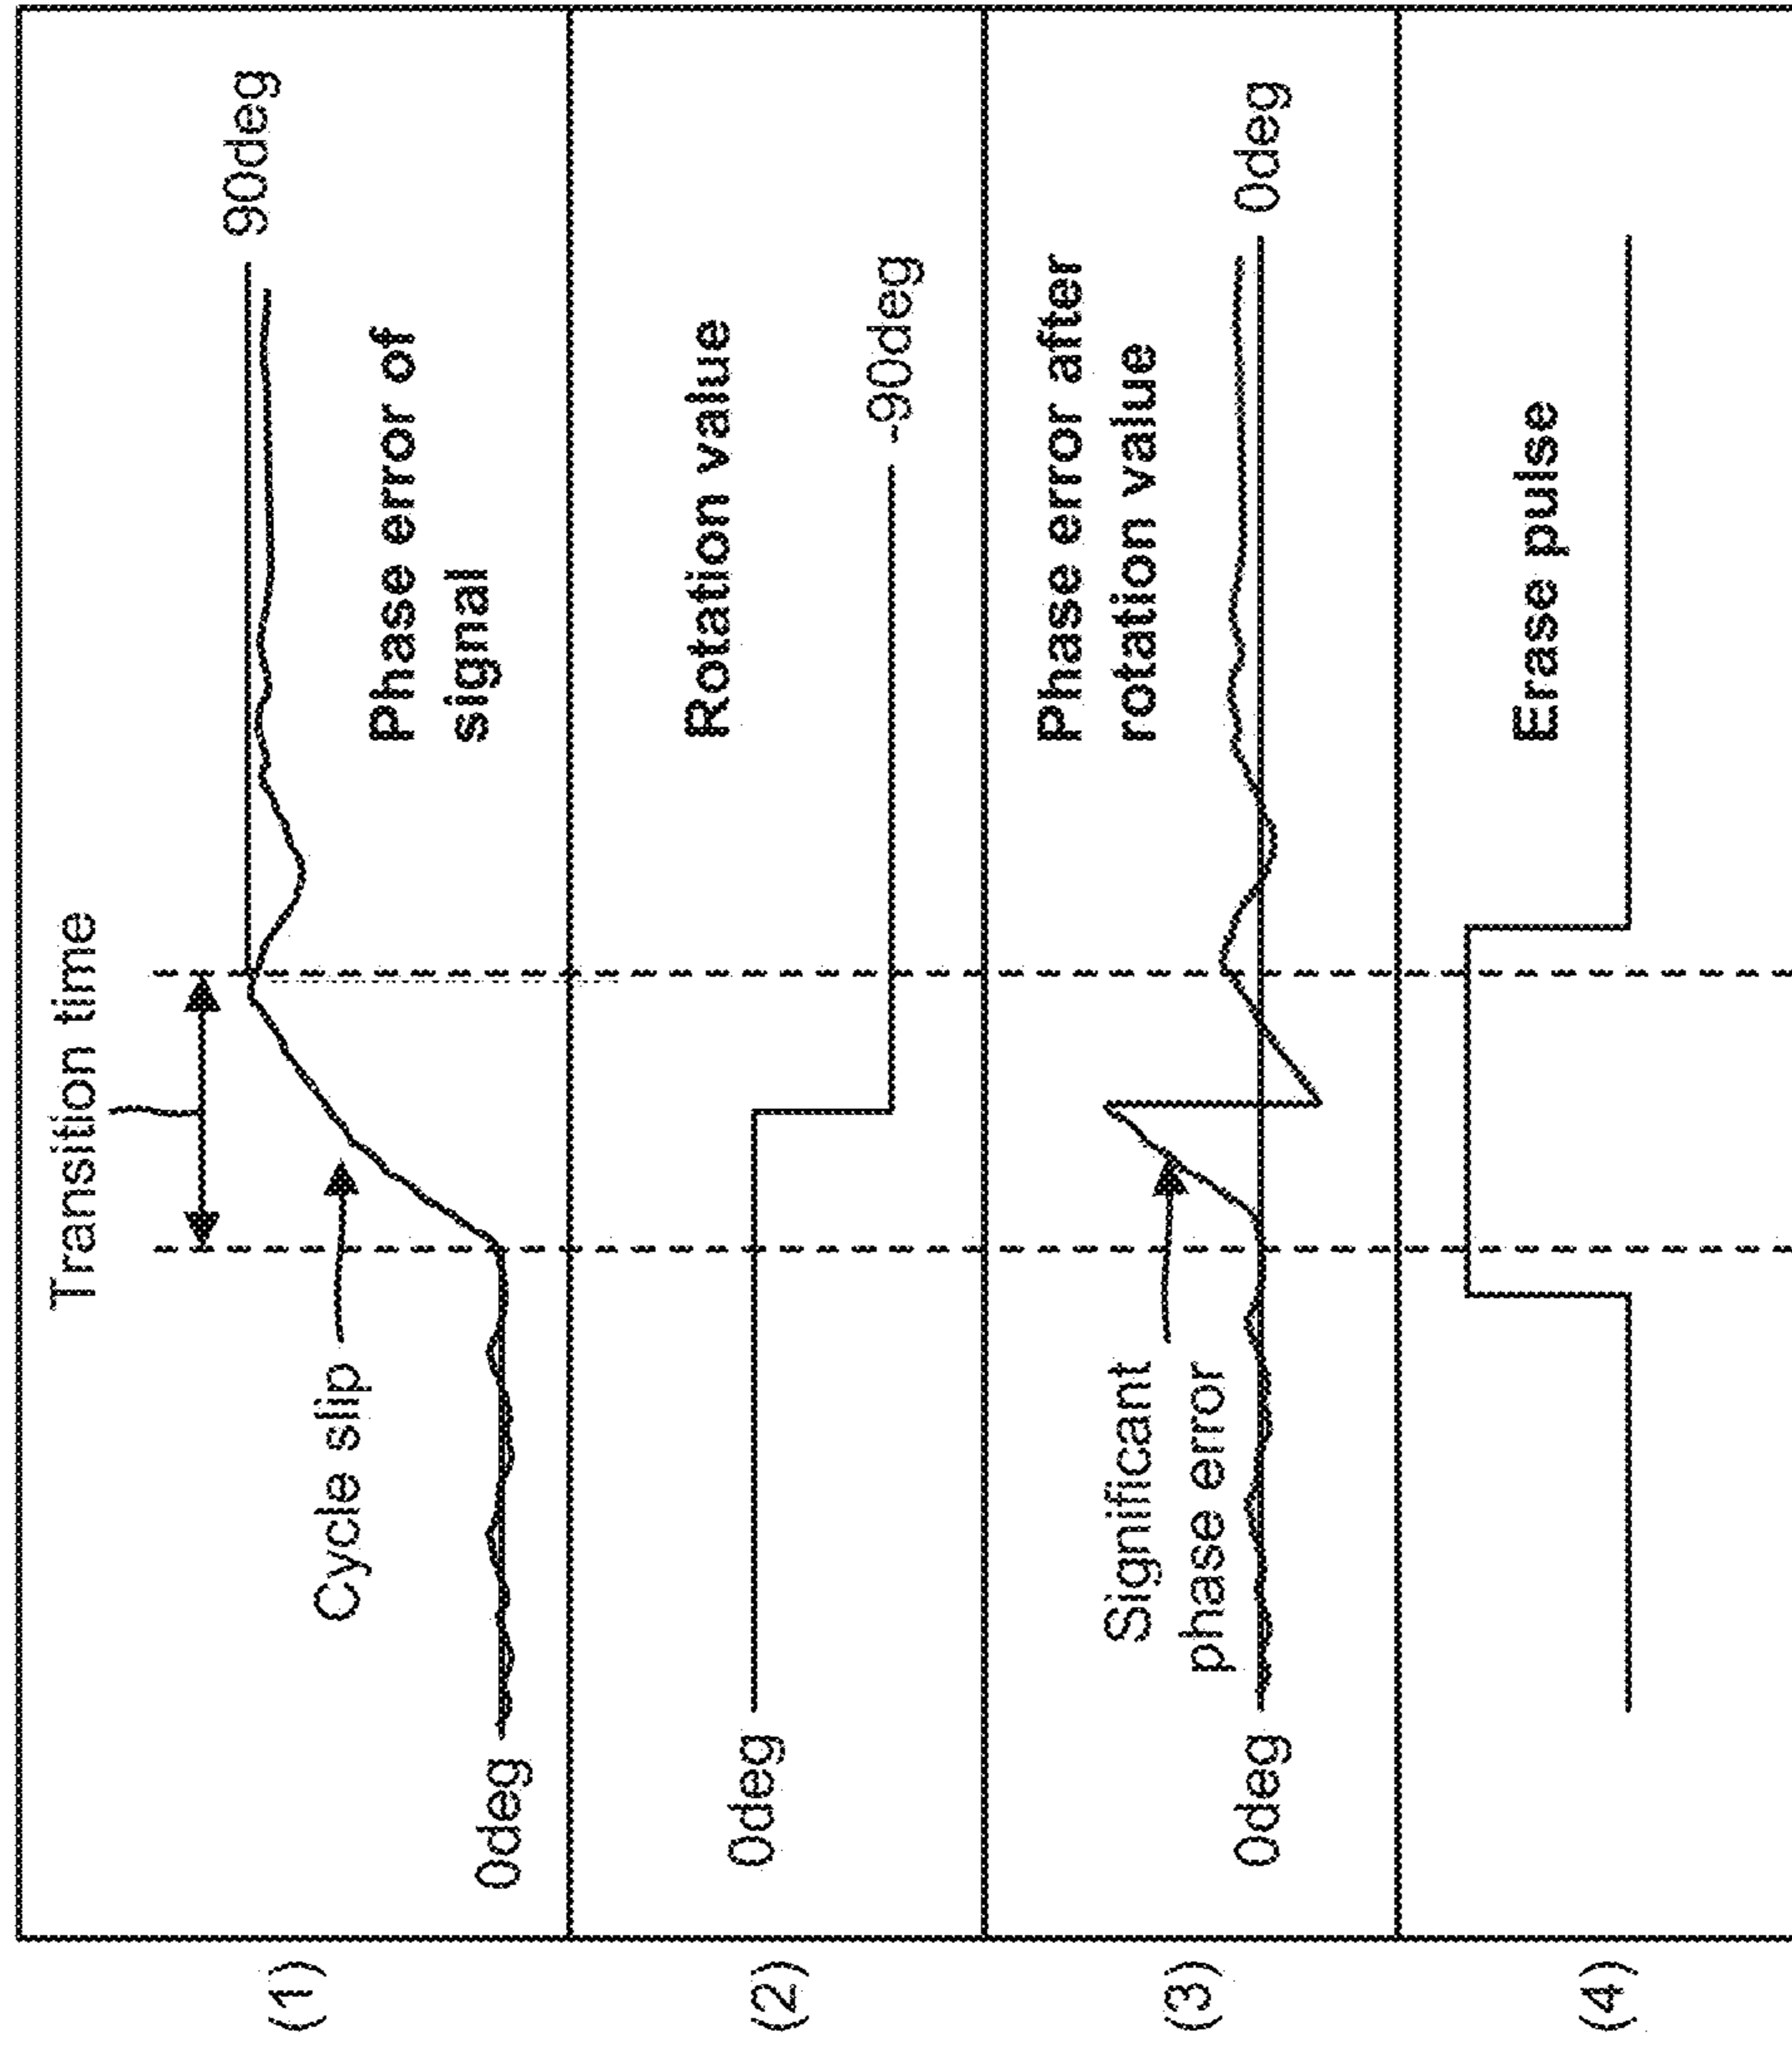 Transition time
(1)
0deg
Cycle slip
90deg
Phase error of
signal
(2)
0deg
Rotation value
-90deg
(3)
0deg
Significant
phase error
Phase error after
rotation value
0deg
(4)
Erase pulse